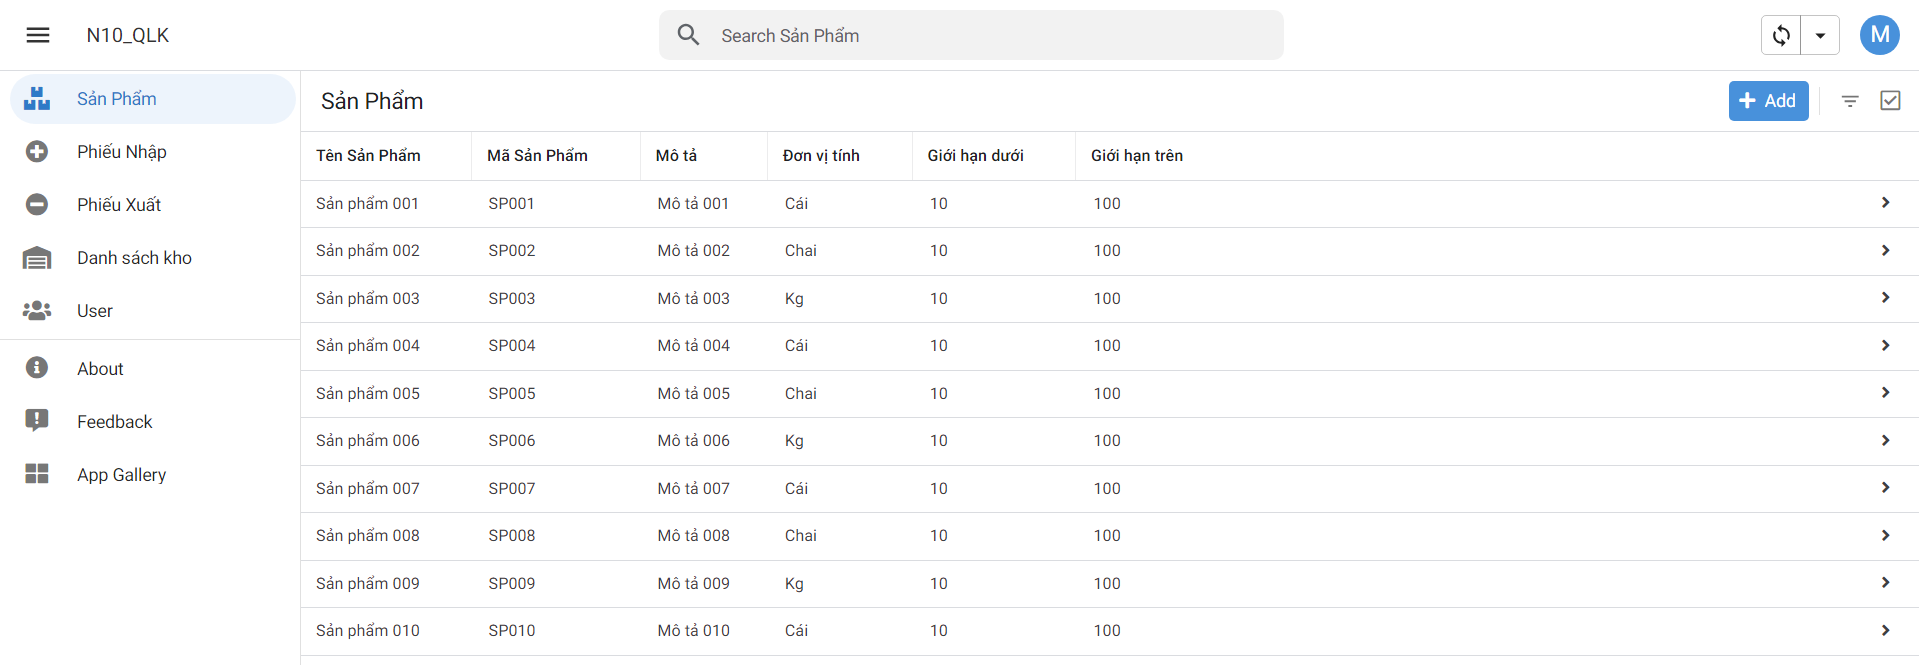 N10_QLK
Search Sản Phẩm
M
Sản Phẩm
Phiếu Nhập
Phiếu Xuất
Danh sách kho
User
About
Feedback
App Gallery
Sản Phẩm
Add
Tên Sản Phẩm Mã Sản Phẩm Mô tả Đơn vị tính Giới hạn dưới Giới hạn trên
Sản phẩm 001 SP001 Mô tả 001 Cái 10 100
Sản phẩm 002 SP002 Mô tả 002 Chai 10 100
Sản phẩm 003 SP003 Mô tả 003 Kg 10 100
Sản phẩm 004 SP004 Mô tả 004 Cái 10 100
Sản phẩm 005 SP005 Mô tả 005 Chai 10 100
Sản phẩm 006 SP006 Mô tả 006 Kg 10 100
Sản phẩm 007 SP007 Mô tả 007 Cái 10 100
Sản phẩm 008 SP008 Mô tả 008 Chai 10 100
Sản phẩm 009 SP009 Mô tả 009 Kg 10 100
Sản phẩm 010 SP010 Mô tả 010 Cái 10 100